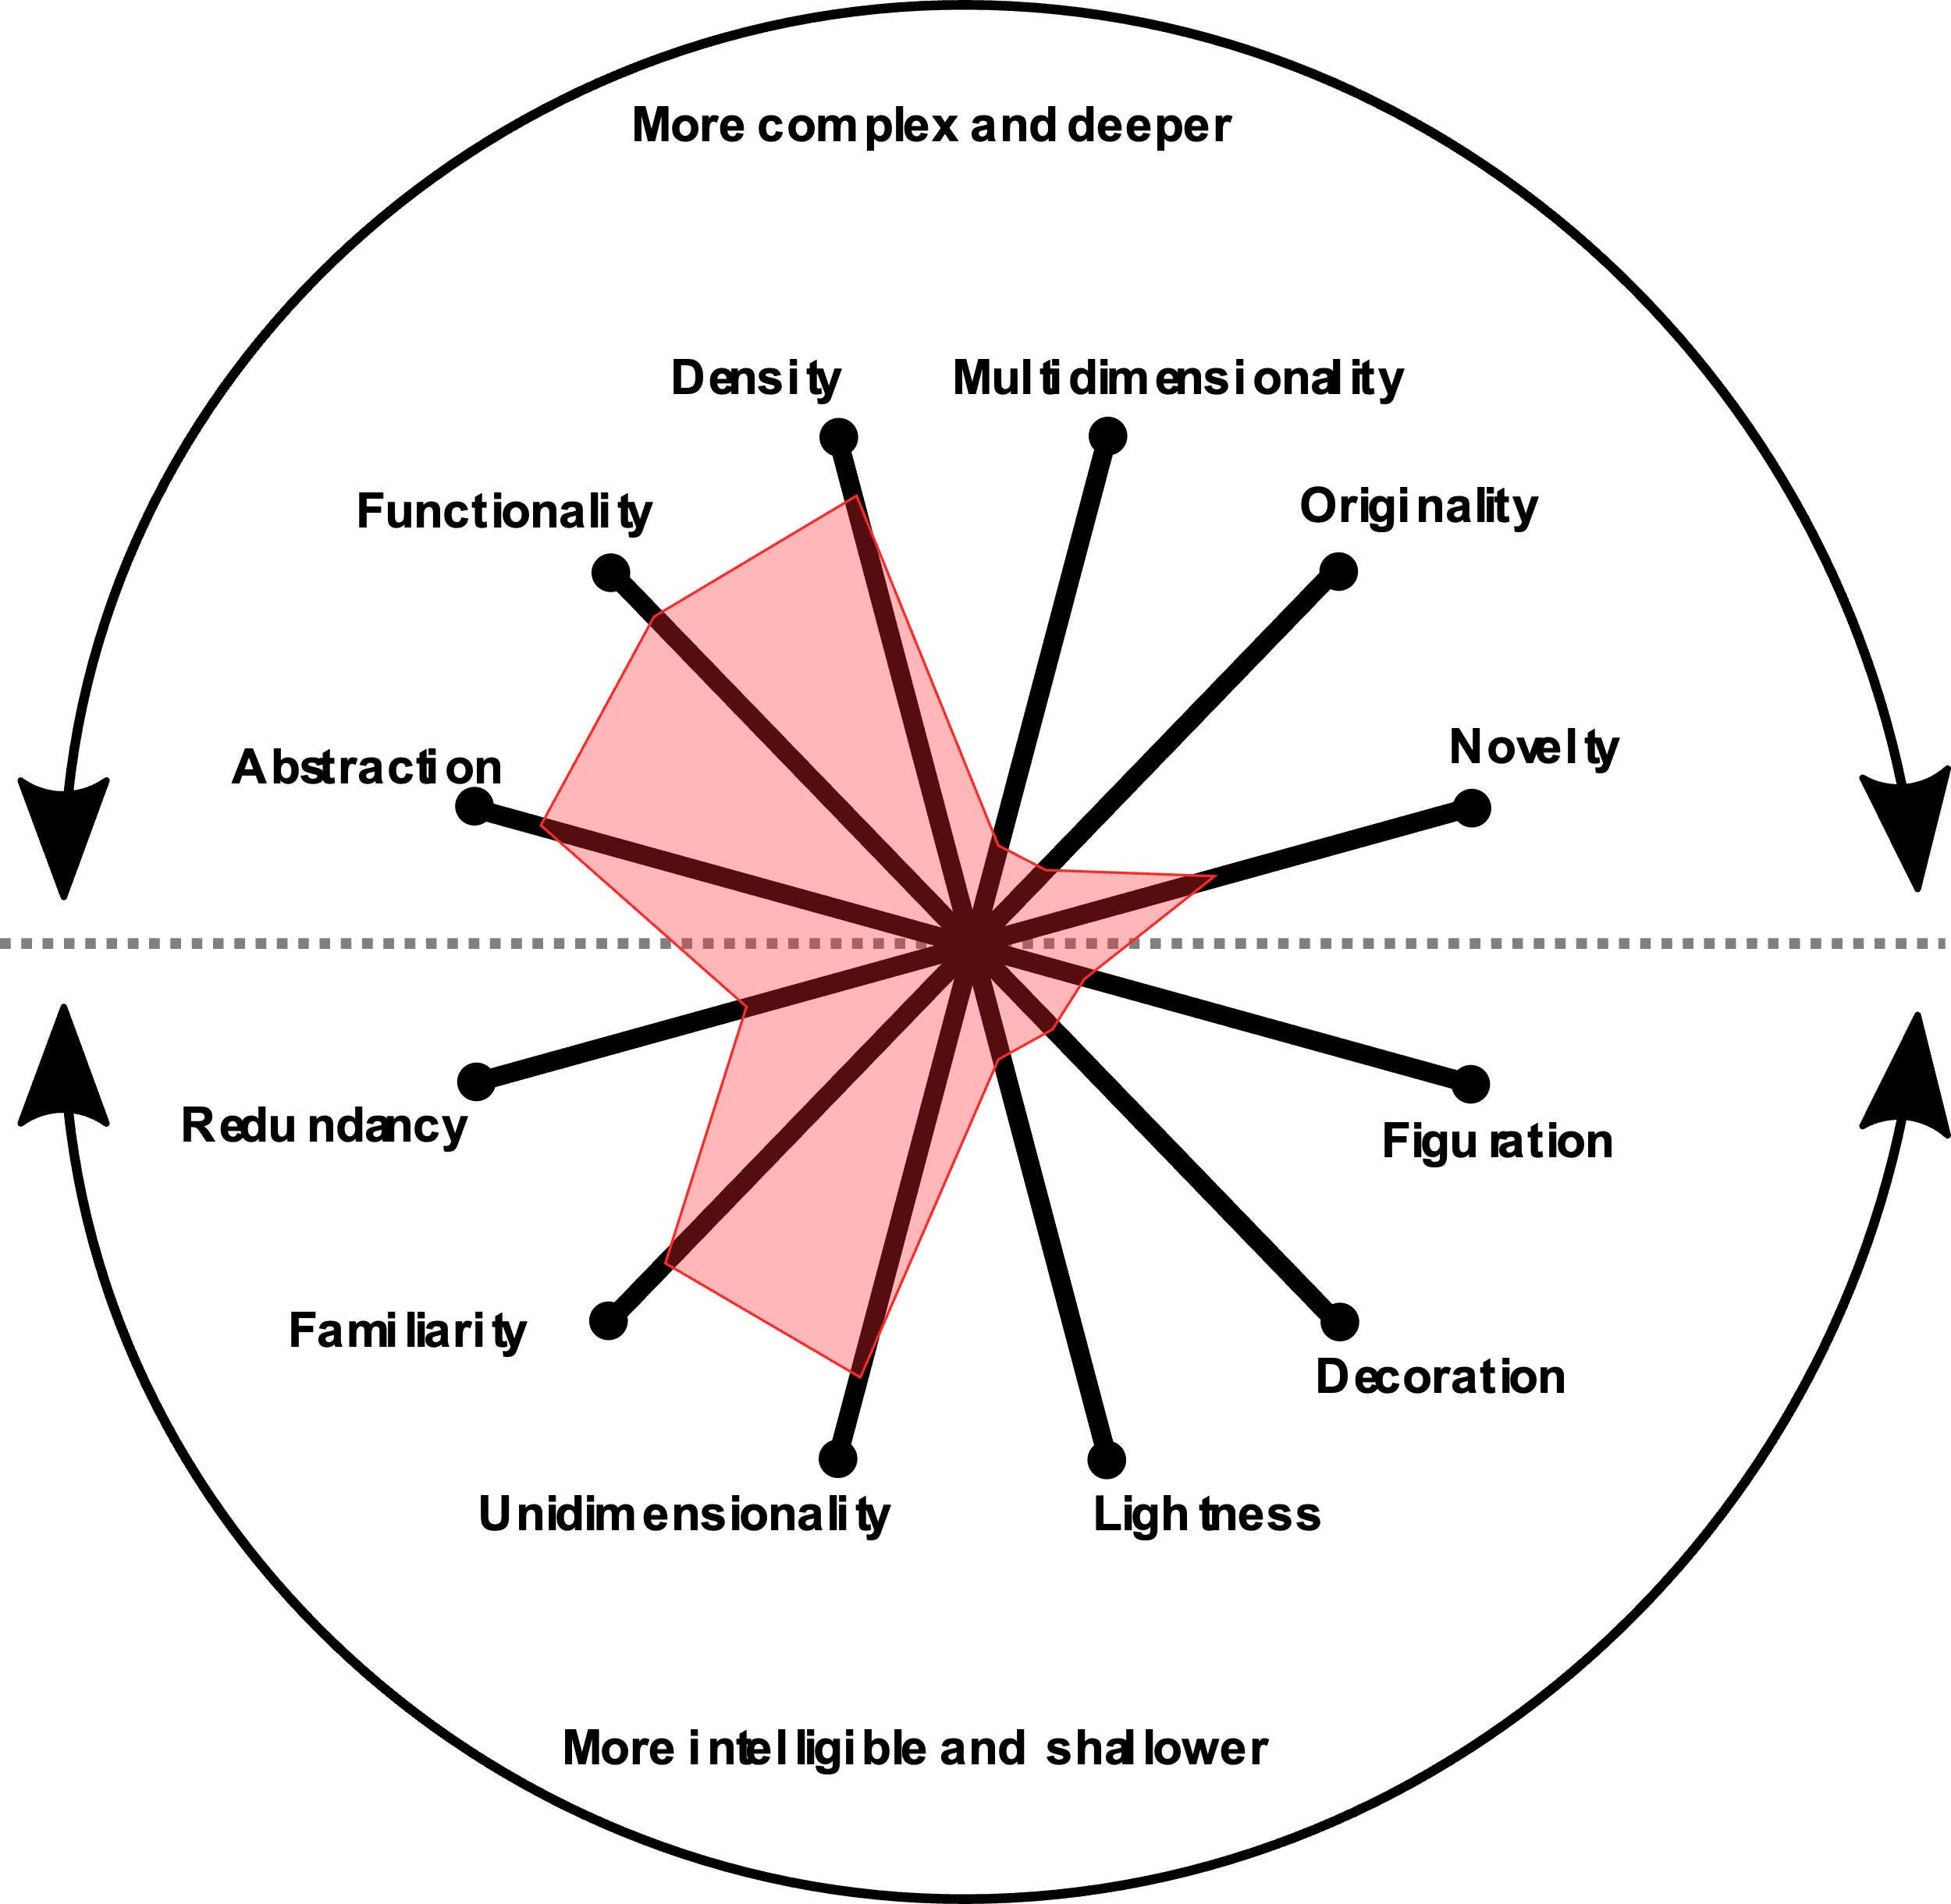 More complex and deeper
Density
Multidimensionality
Functionality
Originality
Novelty
Abstraction
Redundancy
Figuration
Familiarity
Decoration
Unidimensionality
Lightness
More intelligible and shallower